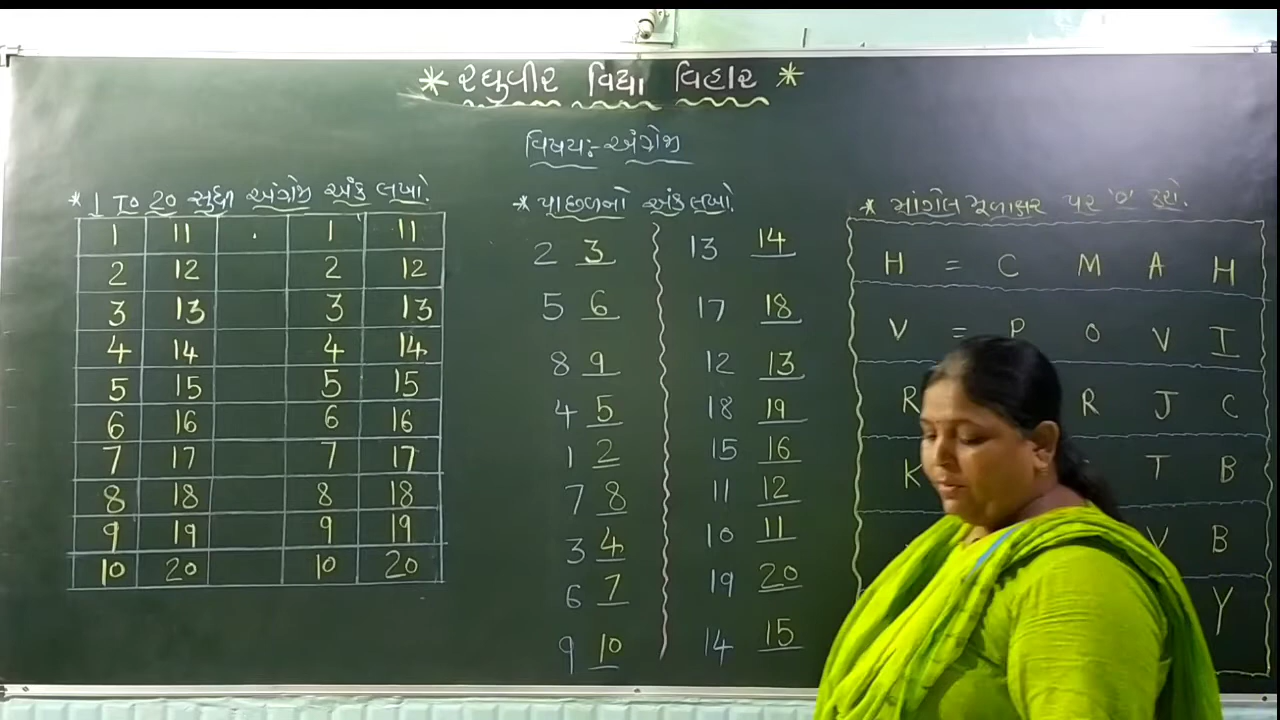 * રઘુવીર વિદ્યા વિહાર *
વિષય:- અંગ્રેજી
* 1 To 20 સુધી અંગ્રેજી અંક લખો.
1 11 1 11
2 12 2 12
3 13 3 13
4 14 4 14
5 15 5 15
6 16 6 16
7 17 7 17
8 18 8 18
9 19 9 19
10 20 10 20
* પાછળનો અંક લખો.
2 3 13 14
5 6 17 18
8 9 12 13
4 5 18 19
1 2 15 16
7 8 11 12
3 4 10 11
6 7 19 20
9 10 14 15
* માંગેલ મૂળાક્ષર પર '૦' કરો.
H = C M A H
V = P O V I
R R J C
K T B
V B
Y